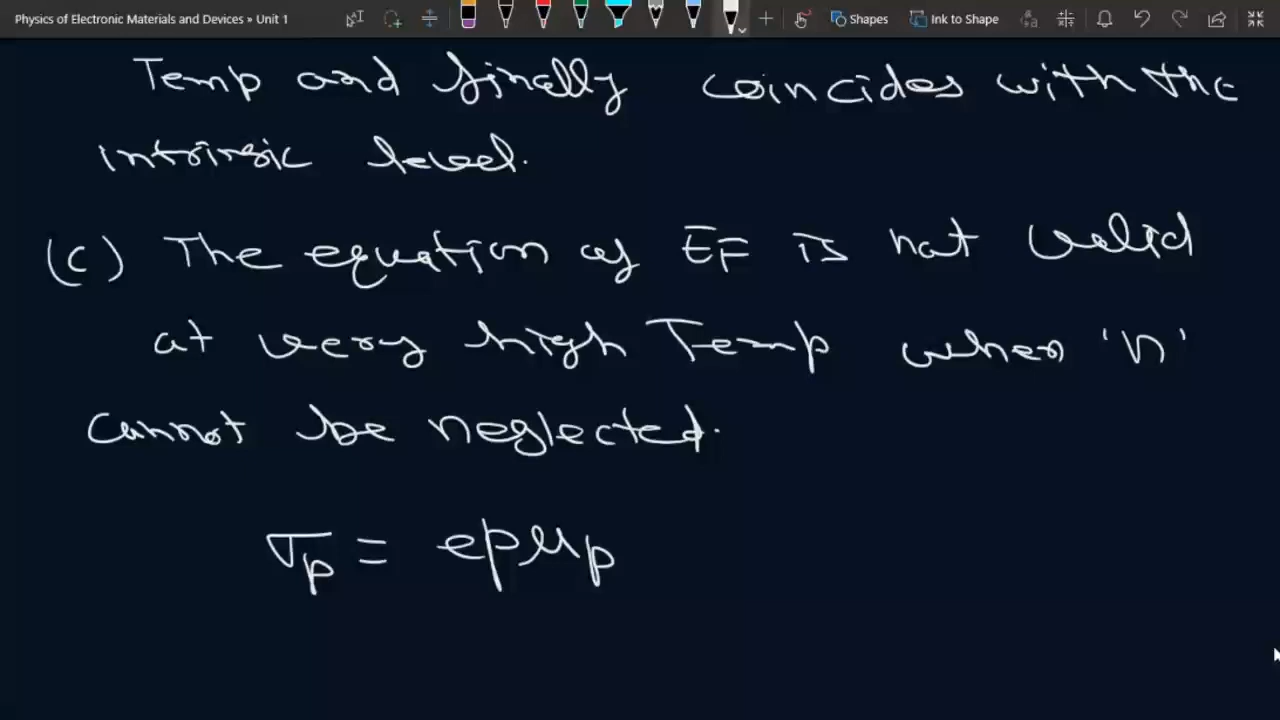 Physics of Electronic Materials and Devices » Unit 1
Shapes
Ink to Shape
Temp and finally coincides with the
intrinsic level.
(c) The equation of EF is not valid
at very high Temp when 'n'
cannot be neglected.
σp = epμp